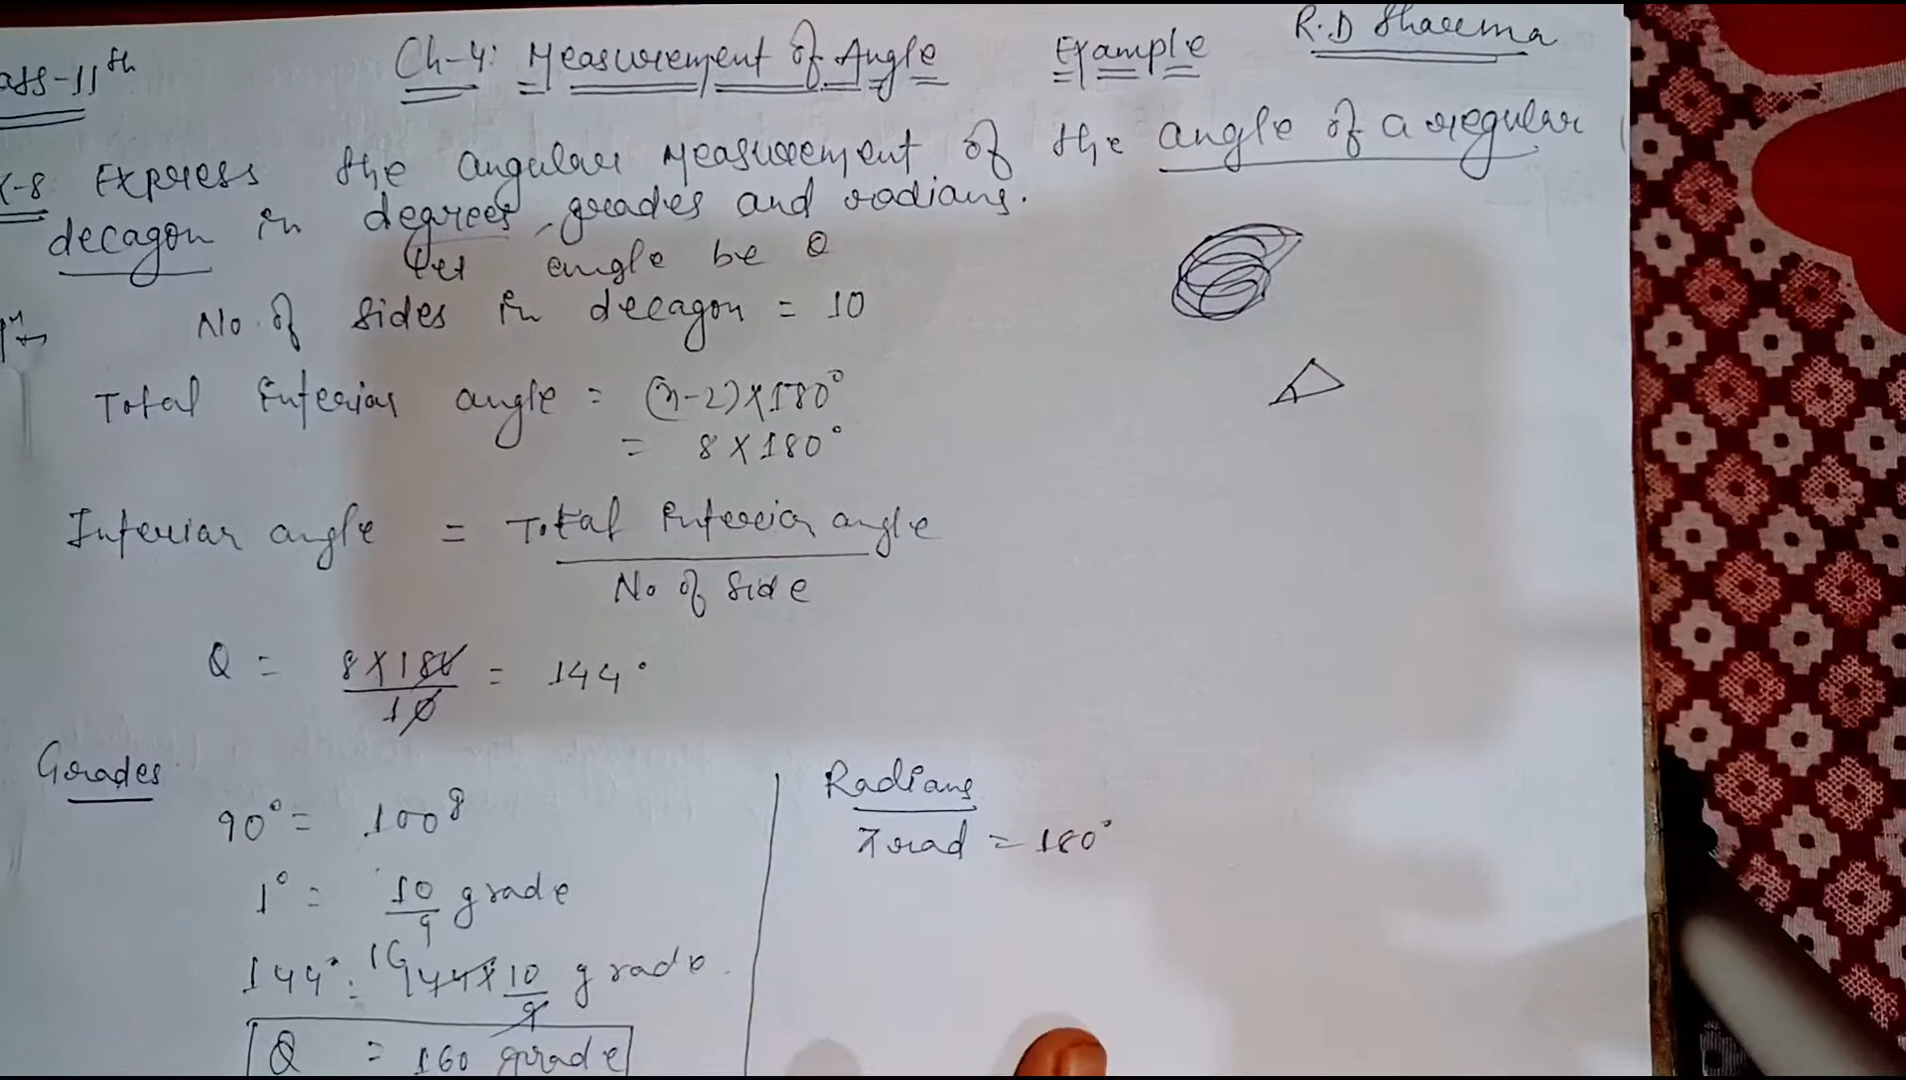 ass-11th
Ch-4: Measurement of Angle
Example
R.D Sharma
x-8 Express the angular measurement of the angle of a regular
decagon in degrees, grades and radians.
Let angle be θ
No. of sides in decagon = 10
Total interior angle = (n-2)×180°
= 8×180°
Interior angle = Total interior angle
No of side
θ = 8×180 = 144°
10
Grades
90° = 100g
1° = 10 grade
9
144° = 16 144×10 grade.
9
θ = 160 grade
Radians
π rad = 180°